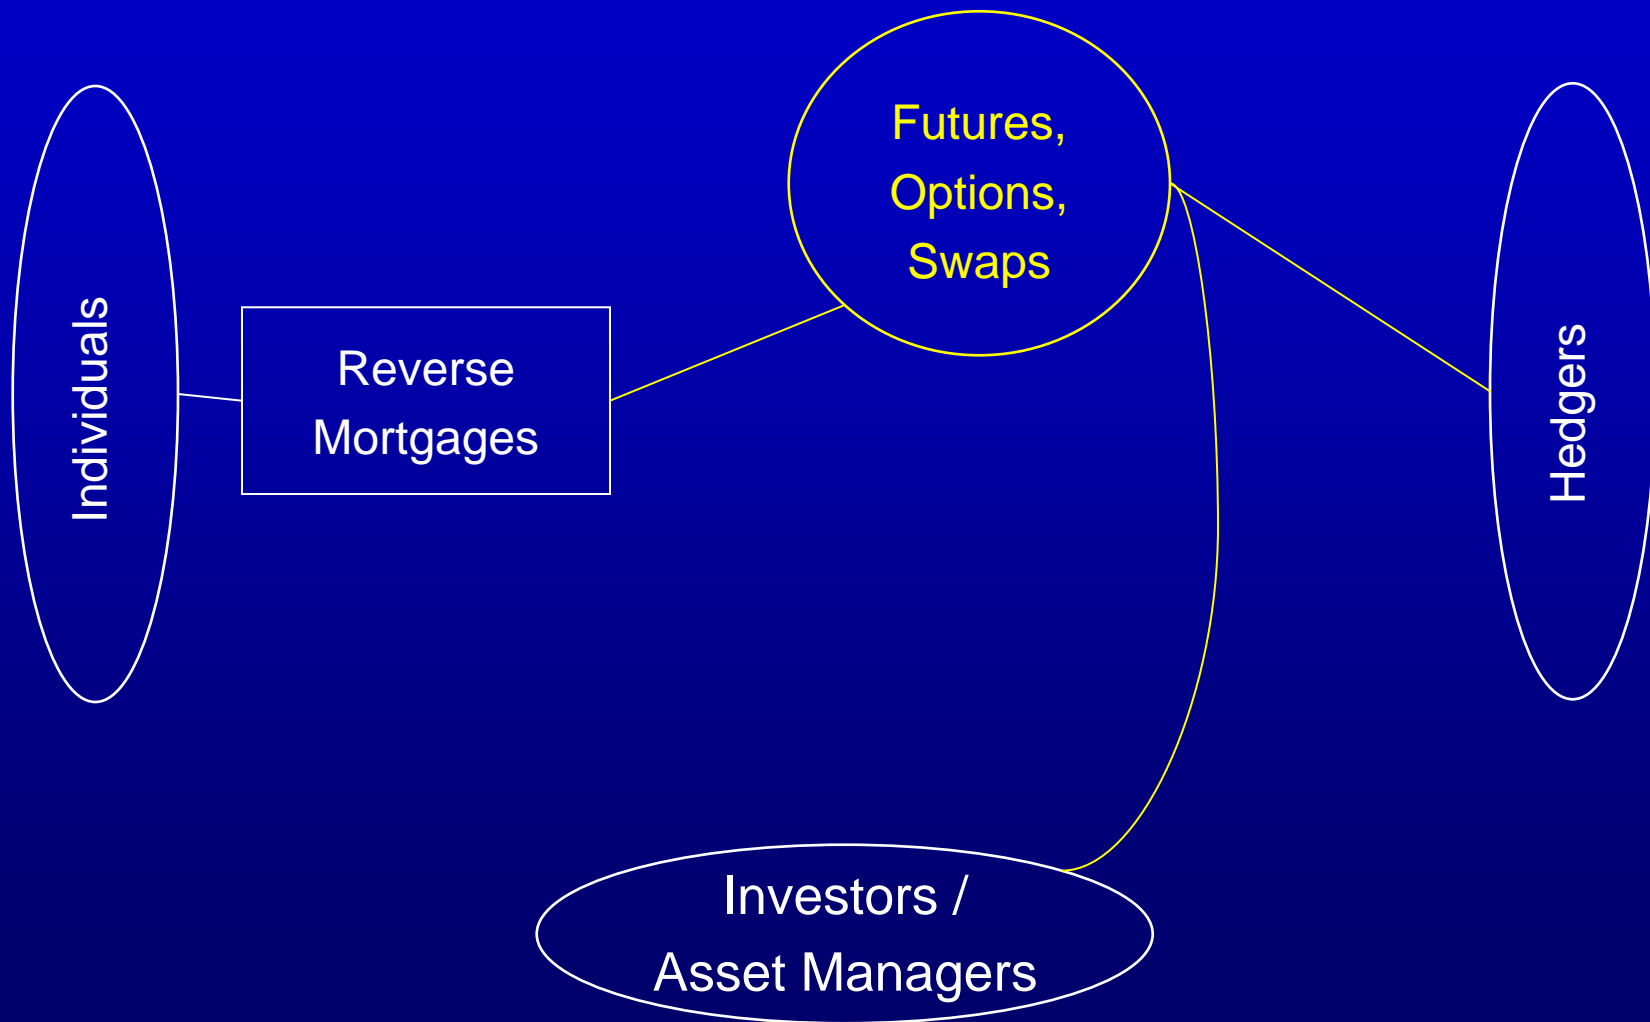 Individuals
Reverse
Mortgages
Futures,
Options,
Swaps
Hedgers
Investors /
Asset Managers